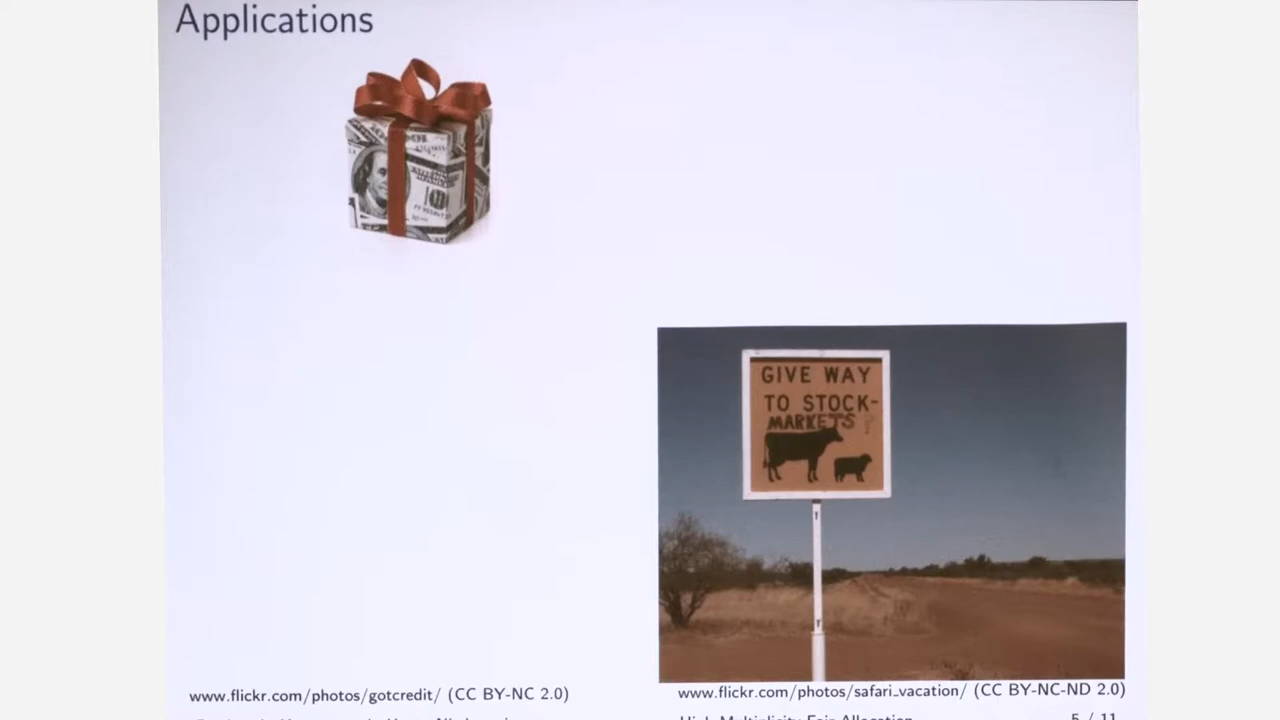 Applications
GIVE WAY
TO STOCK-
MARKETS ?
www.flickr.com/photos/gotcredit/ (CC BY-NC 2.0)
www.flickr.com/photos/safari_vacation/ (CC BY-NC-ND 2.0)
High Multiplicity Fair Allocation
5 / 11